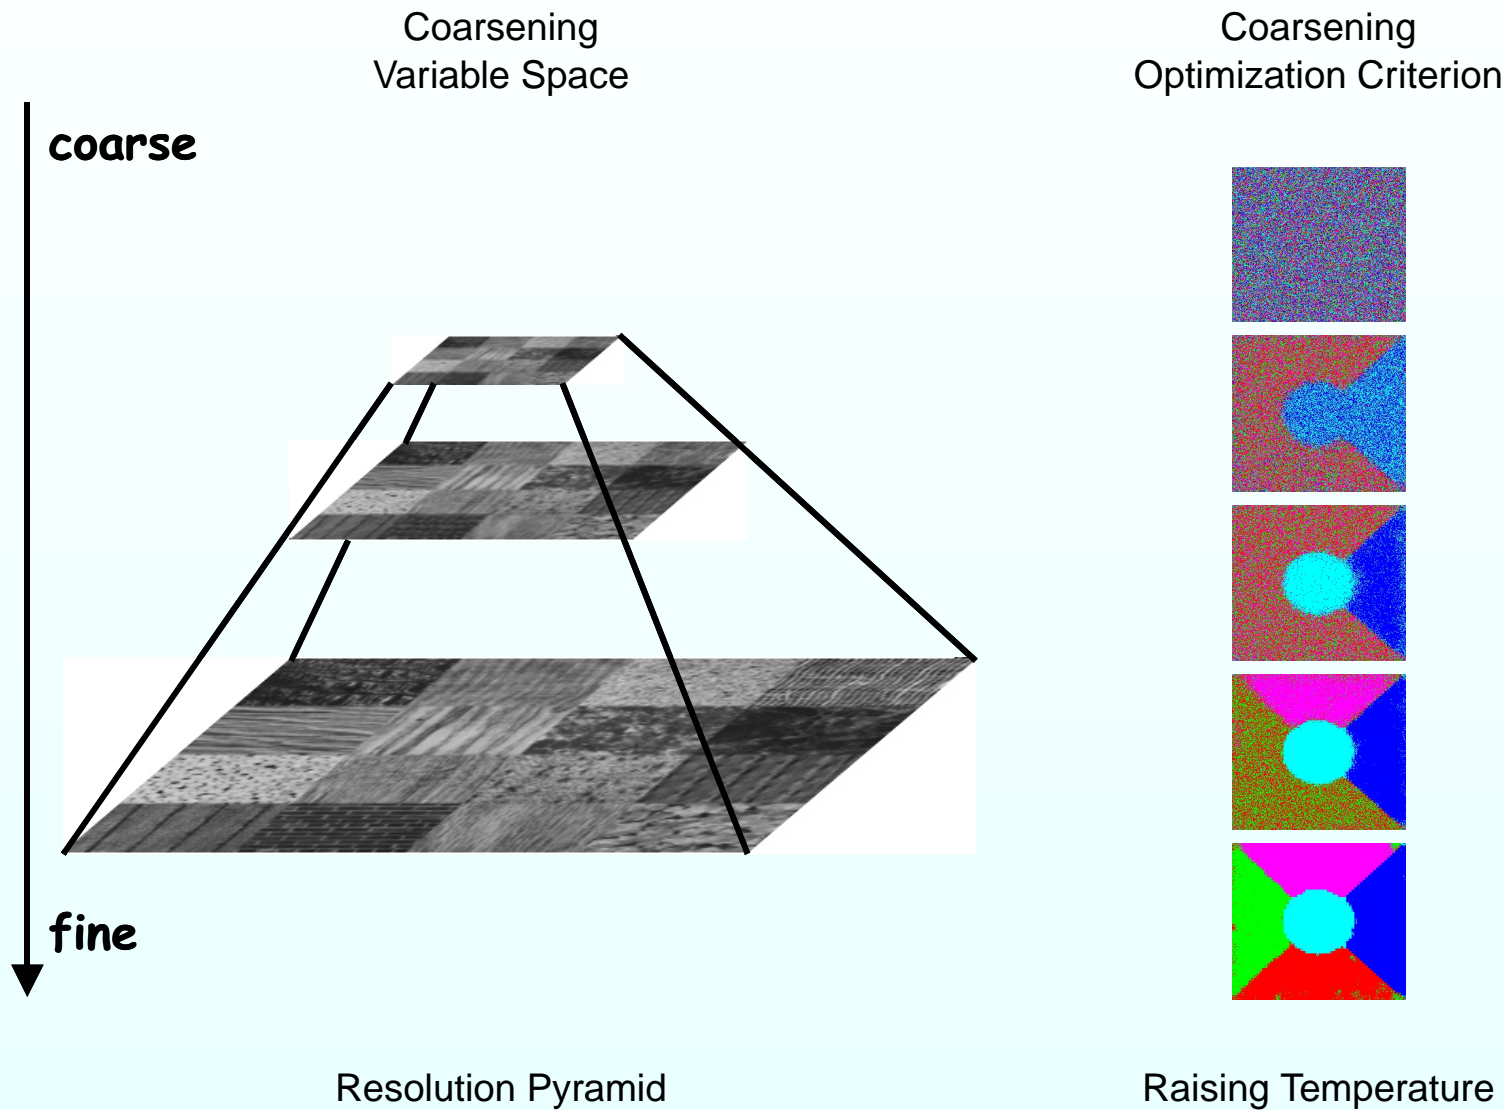 Coarsening
Variable Space
Coarsening
Optimization Criterion
coarse
fine
Resolution Pyramid
Raising Temperature